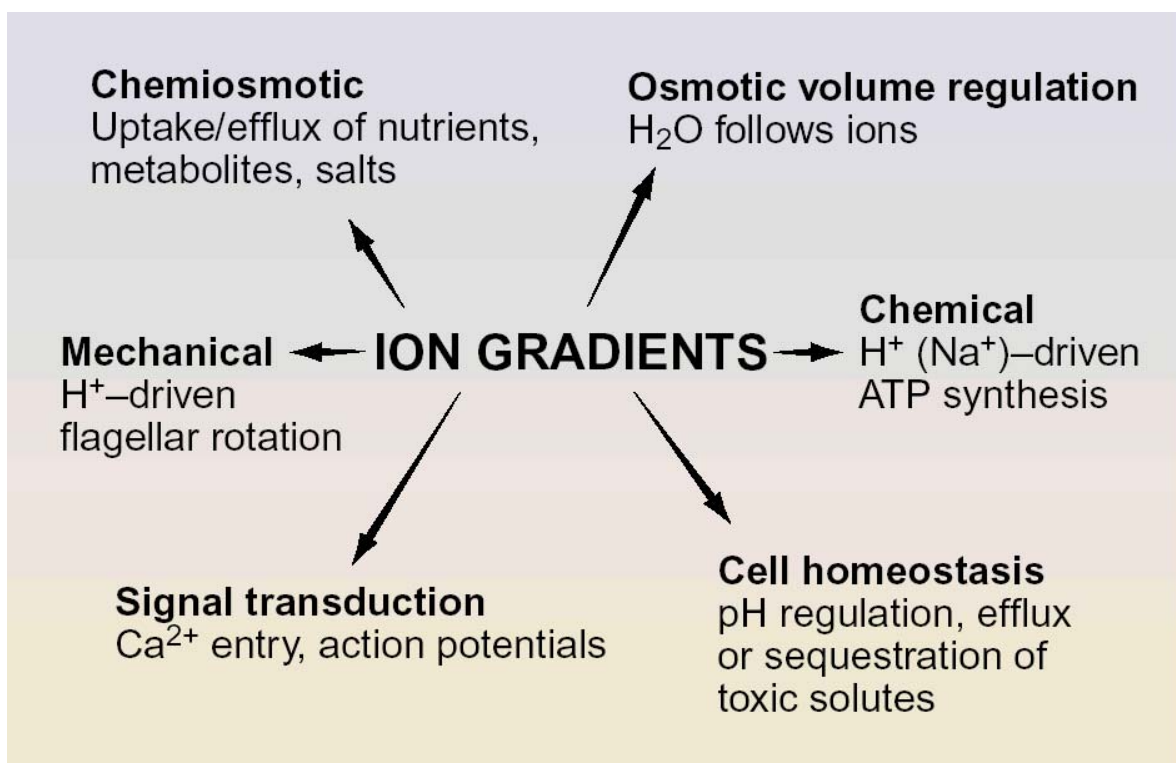 Chemiosmotic
Uptake/efflux of nutrients,
metabolites, salts
Osmotic volume regulation
H₂O follows ions
Mechanical
H⁺–driven
flagellar rotation
ION GRADIENTS
Chemical
H⁺ (Na⁺)–driven
ATP synthesis
Signal transduction
Ca²⁺ entry, action potentials
Cell homeostasis
pH regulation, efflux
or sequestration of
toxic solutes